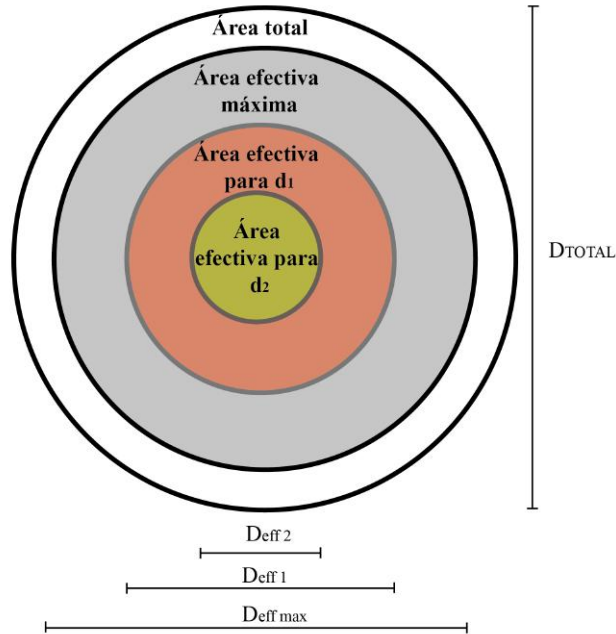 Área total
Área efectiva
máxima
Área efectiva
para d1
Área
efectiva para
d2
DTOTAL
Deff 2
Deff 1
Deff max